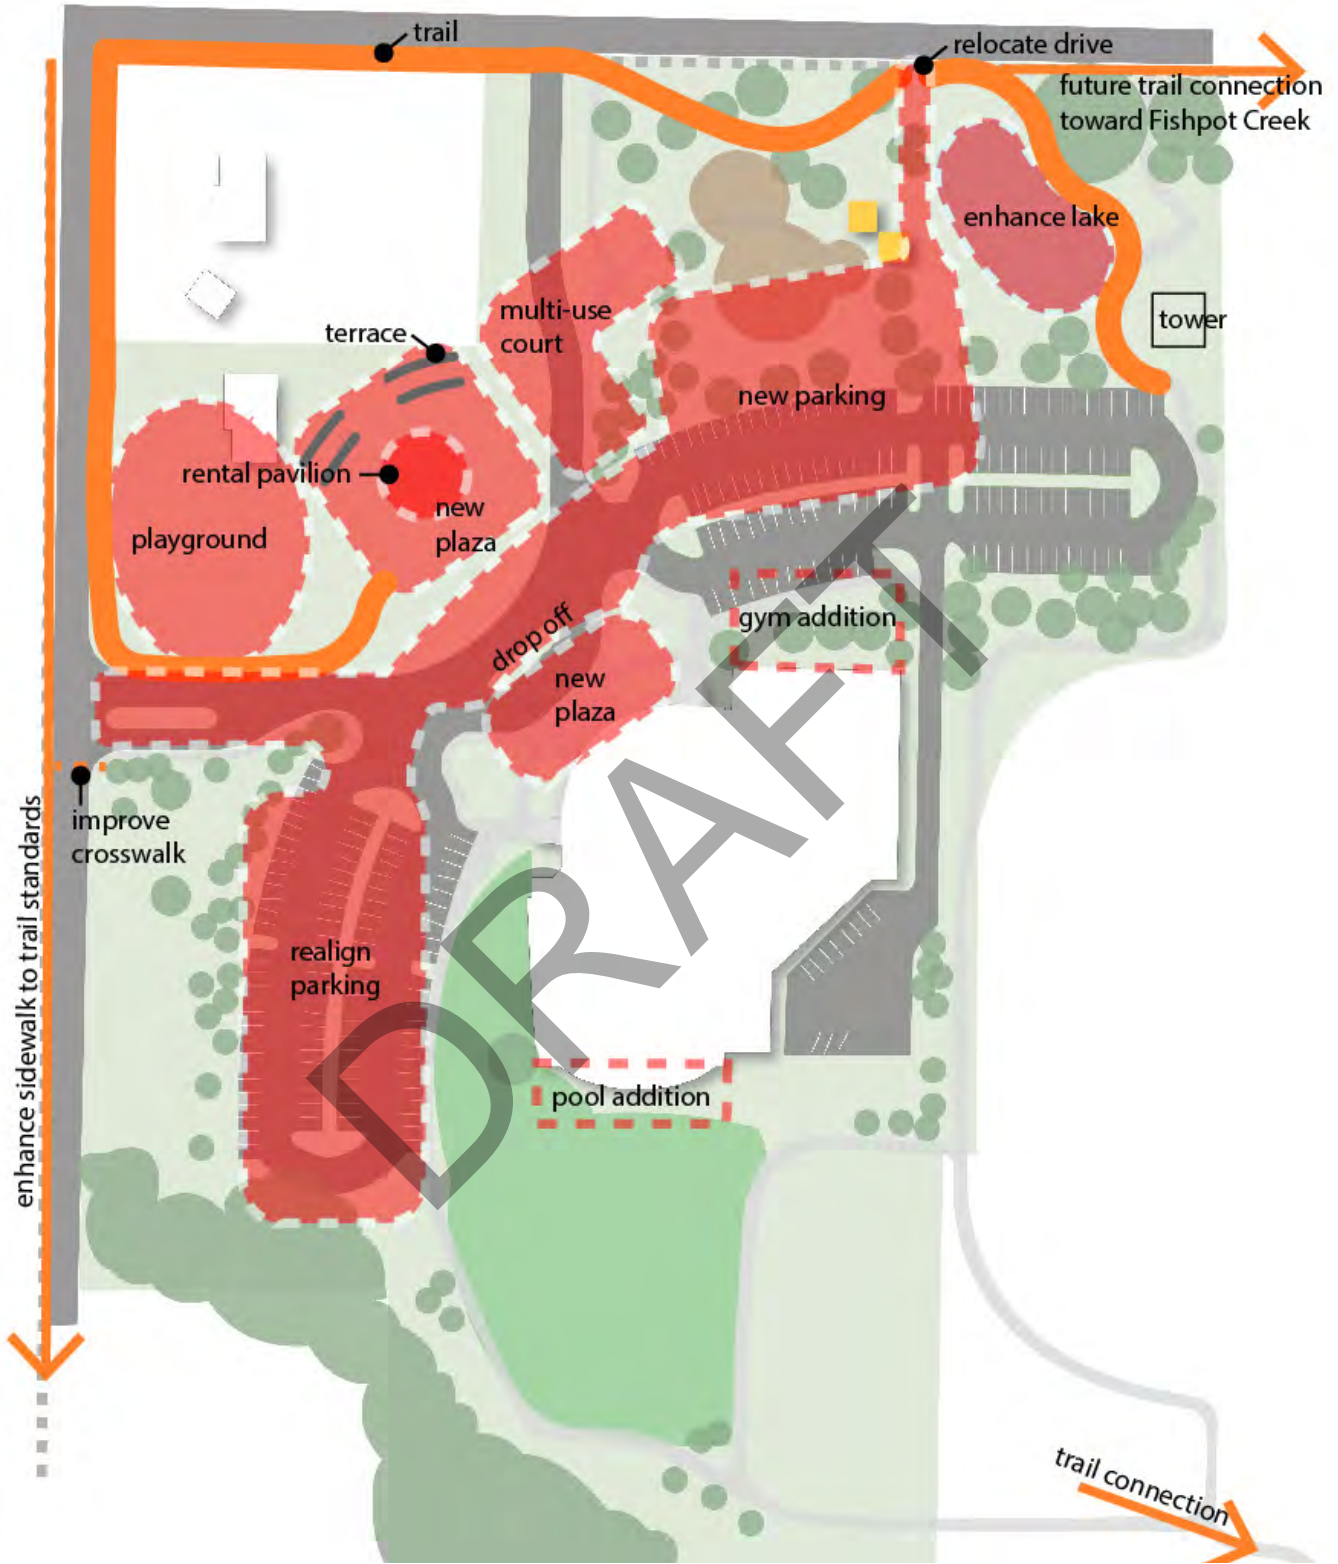 trail
relocate drive
future trail connection
toward Fishpot Creek
enhance lake
tower
multi-use
court
terrace
new parking
rental pavilion
new
plaza
playground
gym addition
drop off
new
plaza
improve
crosswalk
enhance sidewalk to trail standards
realign
parking
pool addition
trail connection
DRAFT